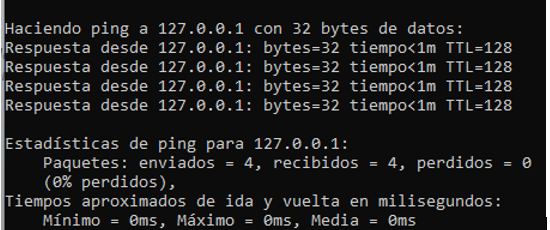 Haciendo ping a 127.0.0.1 con 32 bytes de datos:
Respuesta desde 127.0.0.1: bytes=32 tiempo<1m TTL=128
Respuesta desde 127.0.0.1: bytes=32 tiempo<1m TTL=128
Respuesta desde 127.0.0.1: bytes=32 tiempo<1m TTL=128
Respuesta desde 127.0.0.1: bytes=32 tiempo<1m TTL=128
Estadísticas de ping para 127.0.0.1:
Paquetes: enviados = 4, recibidos = 4, perdidos = 0
(0% perdidos),
Tiempos aproximados de ida y vuelta en milisegundos:
Mínimo = 0ms, Máximo = 0ms, Media = 0ms